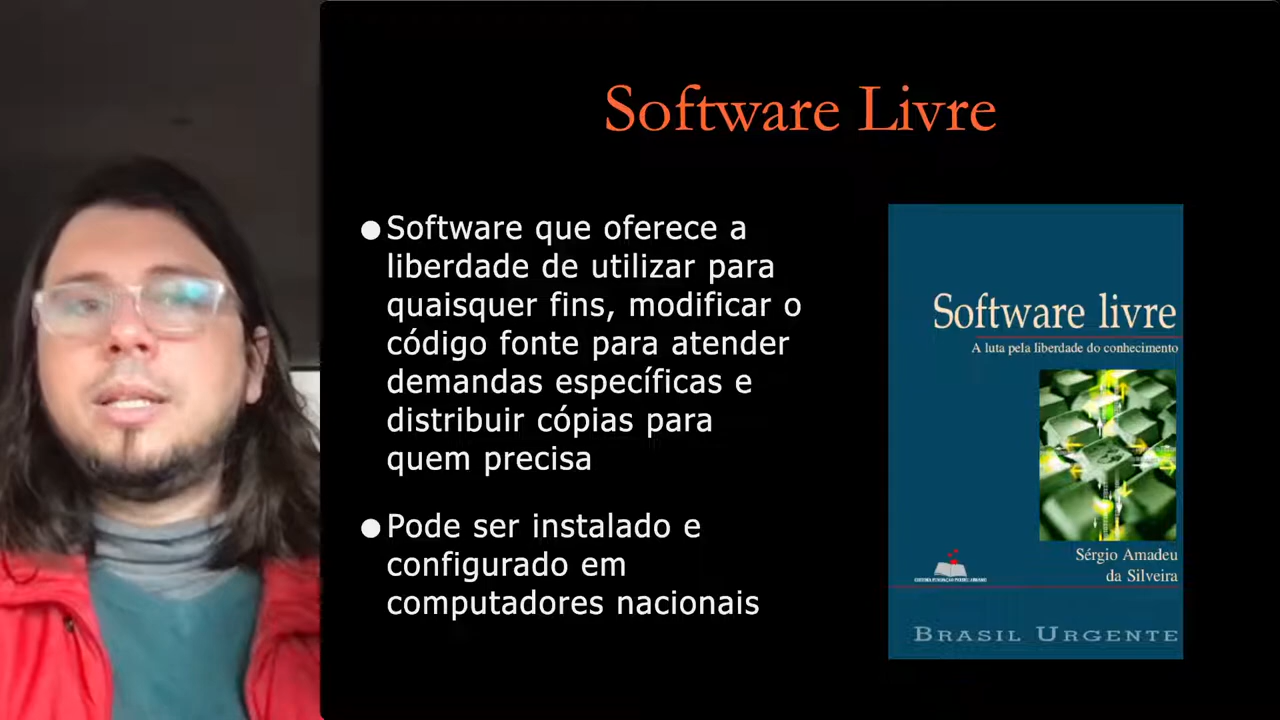 Software Livre
Software que oferece a
liberdade de utilizar para
quaisquer fins, modificar o
código fonte para atender
demandas específicas e
distribuir cópias para
quem precisa
Pode ser instalado e
configurado em
computadores nacionais
Software livre
A luta pela liberdade do conhecimento
Sérgio Amadeu
da Silveira
BRASIL URGENTE